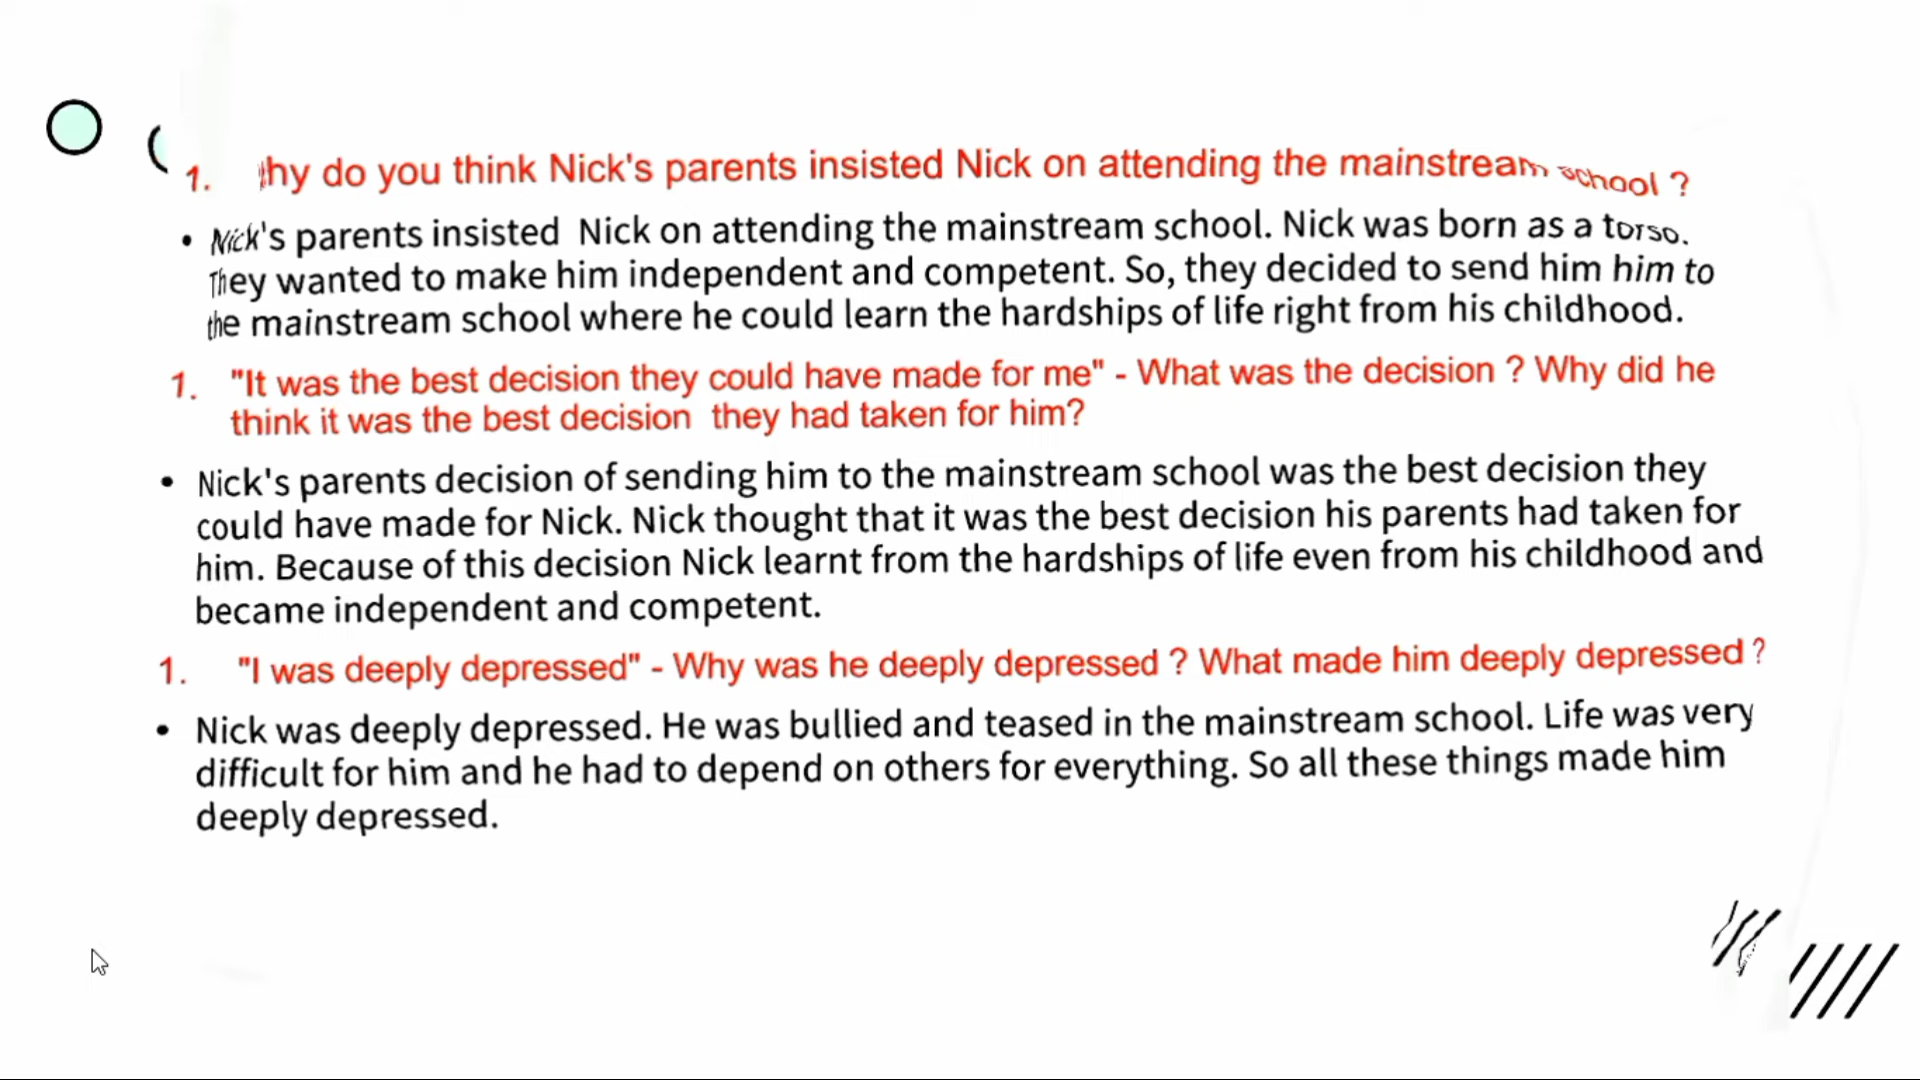 1. hy do you think Nick's parents insisted Nick on attending the mainstream school ?
• Nick's parents insisted Nick on attending the mainstream school. Nick was born as a torso.
They wanted to make him independent and competent. So, they decided to send him him to
the mainstream school where he could learn the hardships of life right from his childhood.
1. "It was the best decision they could have made for me" - What was the decision ? Why did he
think it was the best decision they had taken for him?
• Nick's parents decision of sending him to the mainstream school was the best decision they
could have made for Nick. Nick thought that it was the best decision his parents had taken for
him. Because of this decision Nick learnt from the hardships of life even from his childhood and
became independent and competent.
1. "I was deeply depressed" - Why was he deeply depressed ? What made him deeply depressed ?
• Nick was deeply depressed. He was bullied and teased in the mainstream school. Life was very
difficult for him and he had to depend on others for everything. So all these things made him
deeply depressed.